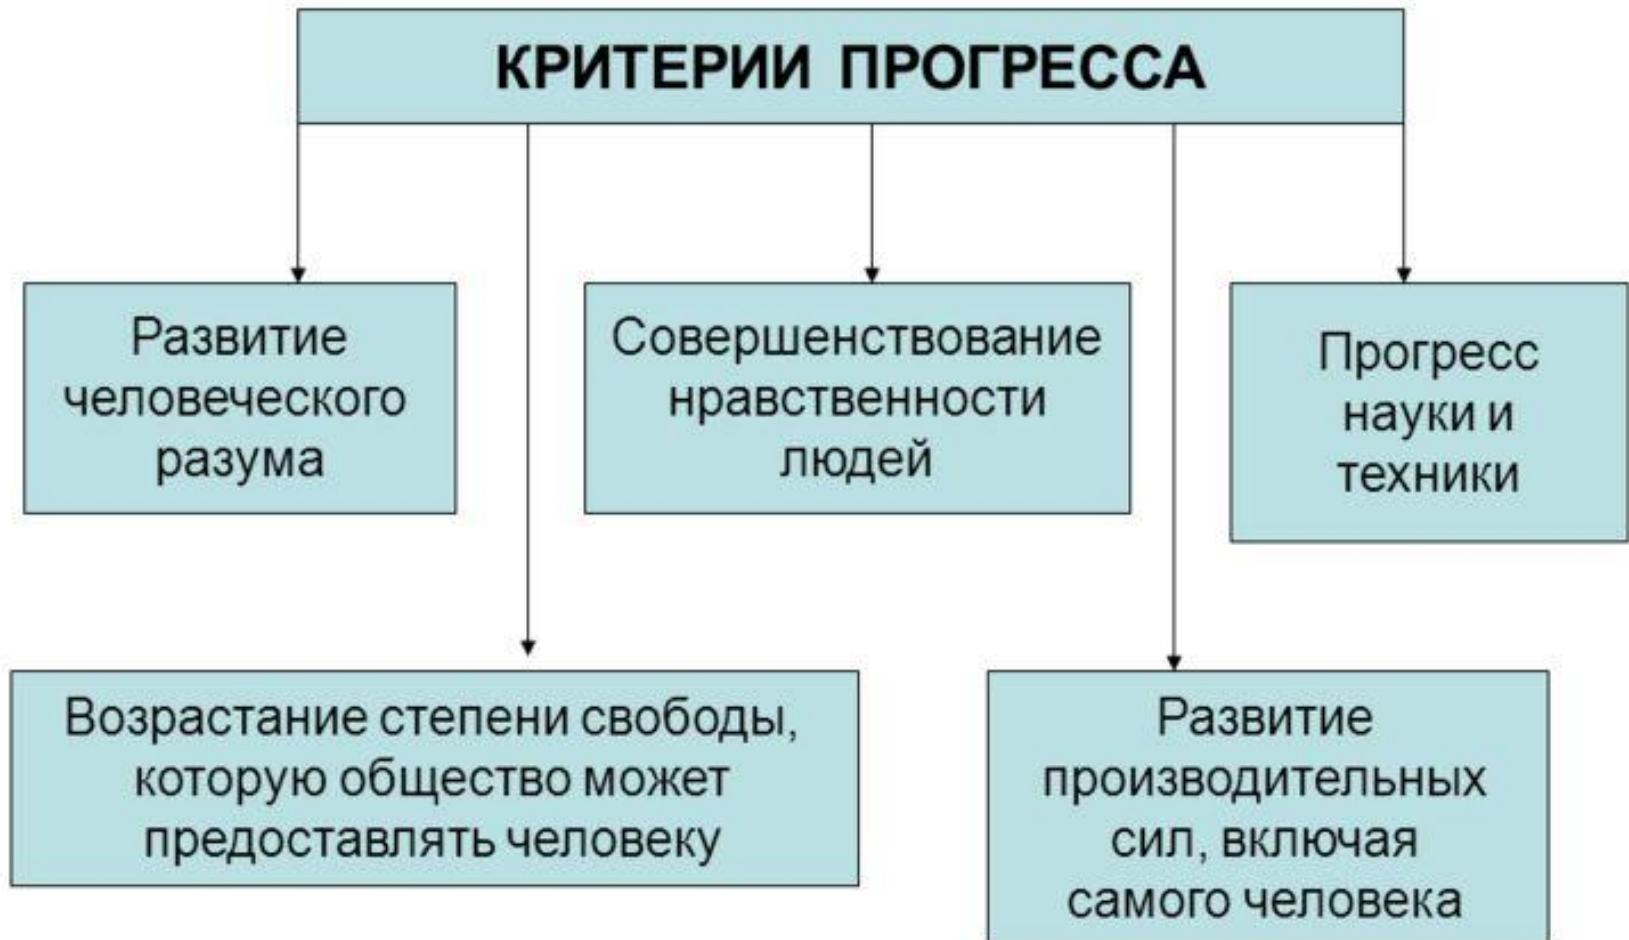 КРИТЕРИИ ПРОГРЕССА
Развитие
человеческого
разума
Совершенствование
нравственности
людей
Прогресс
науки и
техники
Возрастание степени свободы,
которую общество может
предоставлять человеку
Развитие
производительных
сил, включая
самого человека